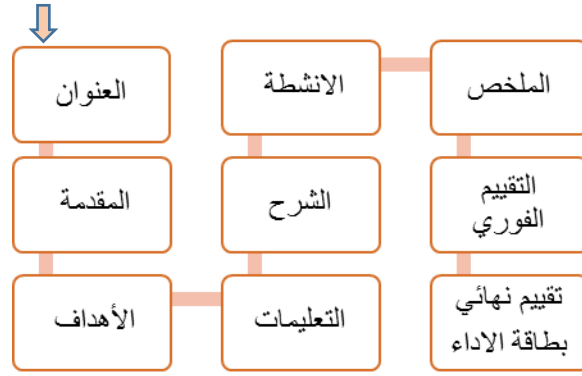 العنوان
المقدمة
الأهداف
التعليمات
الشرح
الانشطة
الملخص
التقييم
الفوري
تقييم نهائي
بطاقة الاداء